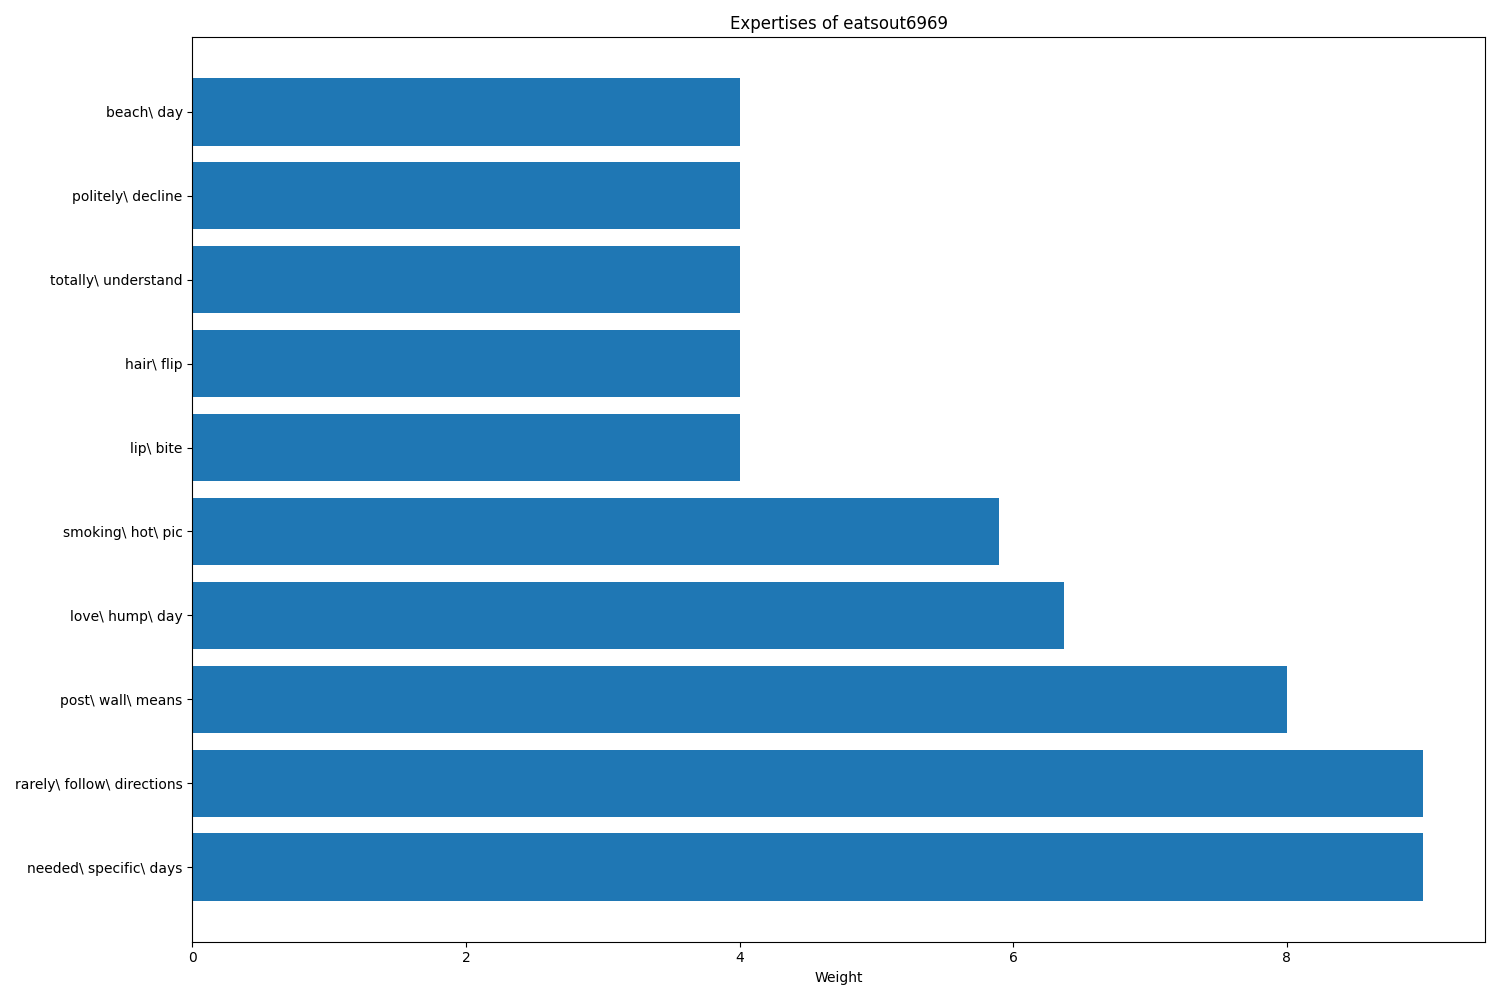 Expertises of eatsout6969
beach\ day
politely\ decline
totally\ understand
hair\ flip
lip\ bite
smoking\ hot\ pic
love\ hump\ day
post\ wall\ means
rarely\ follow\ directions
needed\ specific\ days
0 2 4 6 8
Weight